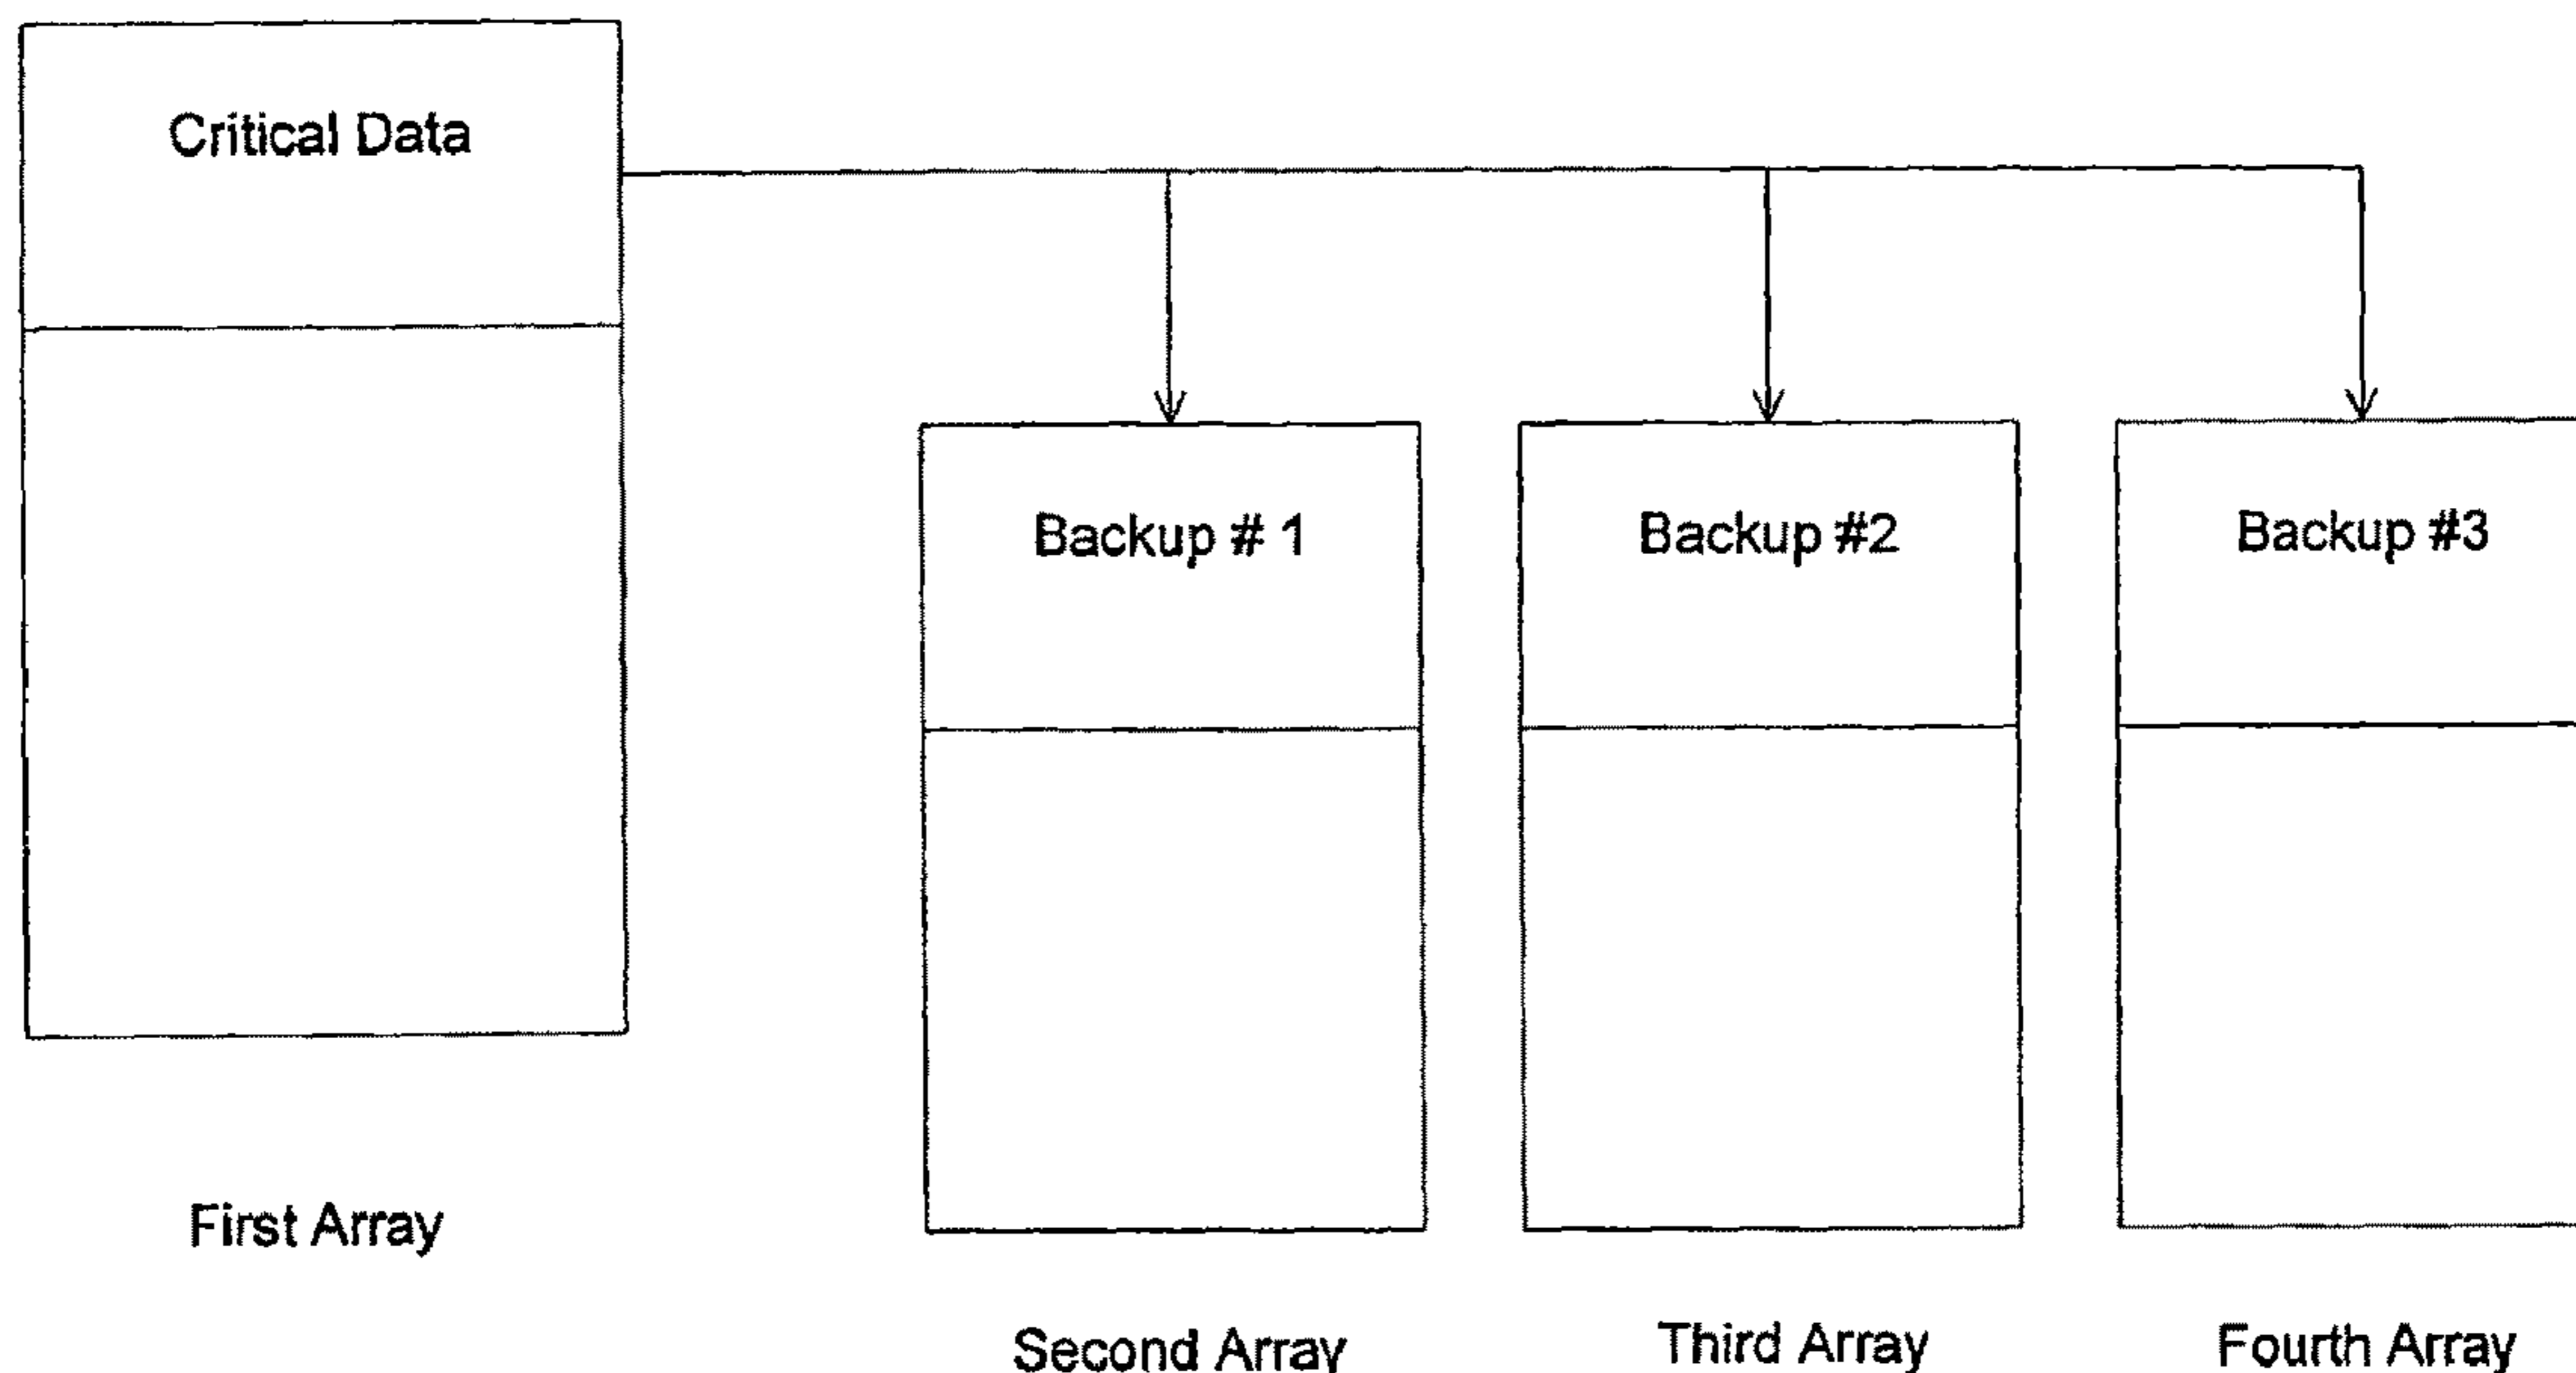 Critical Data
Backup # 1
Backup #2
Backup #3
First Array
Second Array
Third Array
Fourth Array